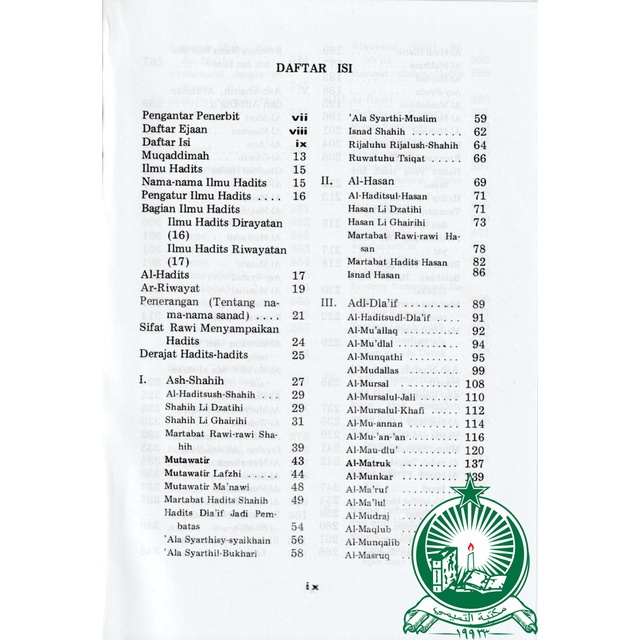 DAFTAR ISI
Pengantar Penerbit vii
Daftar Ejaan viii
Daftar Isi ix
Muqaddimah 13
Ilmu Hadits 15
Nama-nama Ilmu Hadits 15
Pengatur Ilmu Hadits .... 16
Bagian Ilmu Hadits
Ilmu Hadits Dirayatan
(16)
Ilmu Hadits Riwayatan
(17)
Al-Hadits 17
Ar-Riwayat 19
Penerangan (Tentang na-
ma-nama sanad) .... 21
Sifat Rawi Menyampaikan
Hadits 24
Derajat Hadits-hadits 25
I. Ash-Shahih 27
Al-Haditsush-Shahih ... 29
Shahih Li Dzatihi 29
Shahih Li Ghairihi 31
Martabat Rawi-rawi Sha-
hih 39
Mutawatir 43
Mutawatir Lafzhi ..... 44
Mutawatir Ma'nawi 48
Martabat Hadits Shahih 49
Hadits Dla'if Jadi Pem-
batas 54
'Ala Syarthisy-syaikhain 56
'Ala Syarthil-Bukhari 58
'Ala Syarthi-Muslim 59
Isnad Shahih 62
Rijaluhu Rijalush-Shahih 64
Ruwatuhu Tsiqat 66
II. Al-Hasan 69
Al-Haditsul-Hasan 71
Hasan Li Dzatihi 71
Hasan Li Ghairihi 73
Martabat Rawi-rawi Ha-
san 78
Martabat Hadits Hasan 82
Isnad Hasan 86
III. Adl-Dla'if 89
Al-Haditsudl-Dla'if 91
Al-Mu'allaq 92
Al-Mu'dlal 94
Al-Munqathi 95
Al-Mudallas 99
Al-Mursal 108
Al-Mursalul-Jali 110
Al-Mursalul-Khafi 112
Al-Mu-annan 114
Al-Mu-'an-'an 116
Al-Mau-dlu' 120
Al-Matruk 137
Al-Munkar 139
Al-Ma'ruf
Al-Ma'lul
Al-Mudraj
Al-Maqlub
Al-Munqalib
Al-Masruq
ix
مكتبة التميمي
١٩٩٣